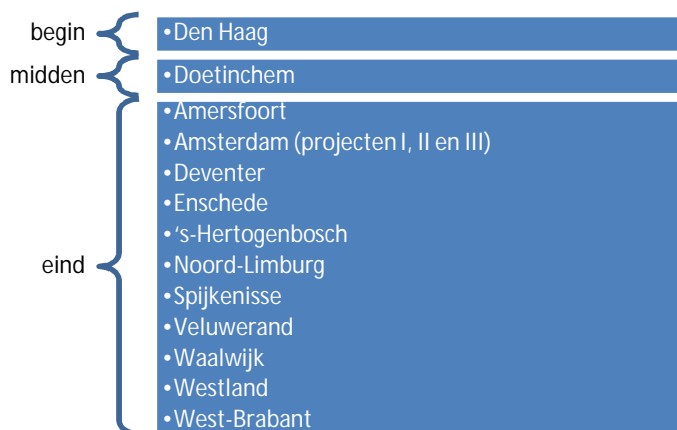 begin
•Den Haag
midden
•Doetinchem
eind
•Amersfoort
•Amsterdam (projecten I, II en III)
•Deventer
•Enschede
•‘s-Hertogenbosch
•Noord-Limburg
•Spijkenisse
•Veluwerand
•Waalwijk
•Westland
•West-Brabant